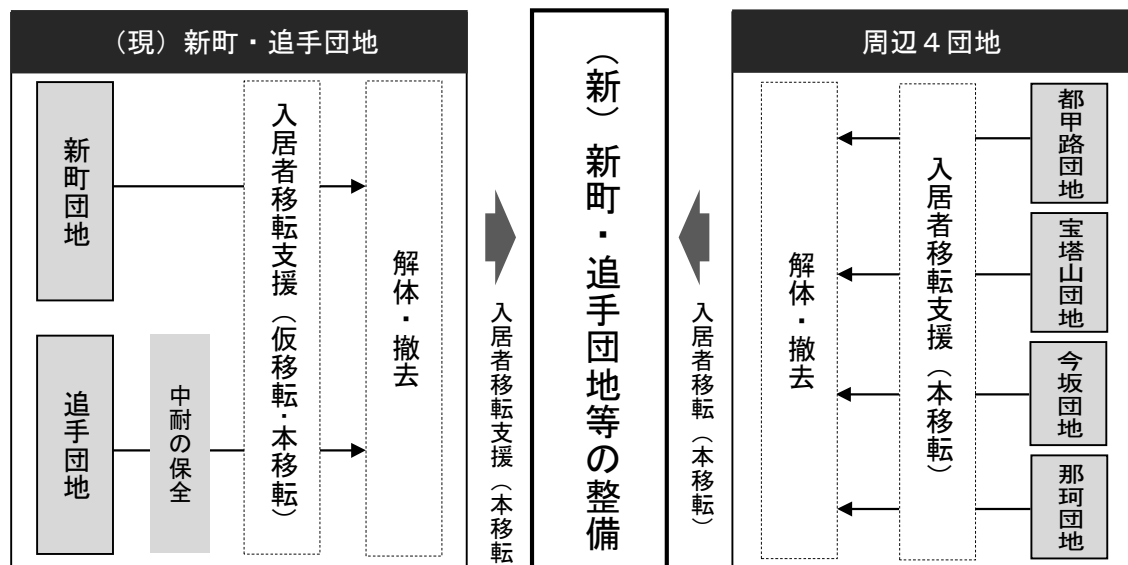 （現）新町・追手団地
新町団地
追手団地
中耐の保全
入居者移転支援（仮移転・本移転）
解体・撤去
入居者移転支援（本移転
（新）新町・追手団地等の整備
入居者移転（本移転）
周辺４団地
解体・撤去
入居者移転支援（本移転）
都甲路団地
宝塔山団地
今坂団地
那珂団地